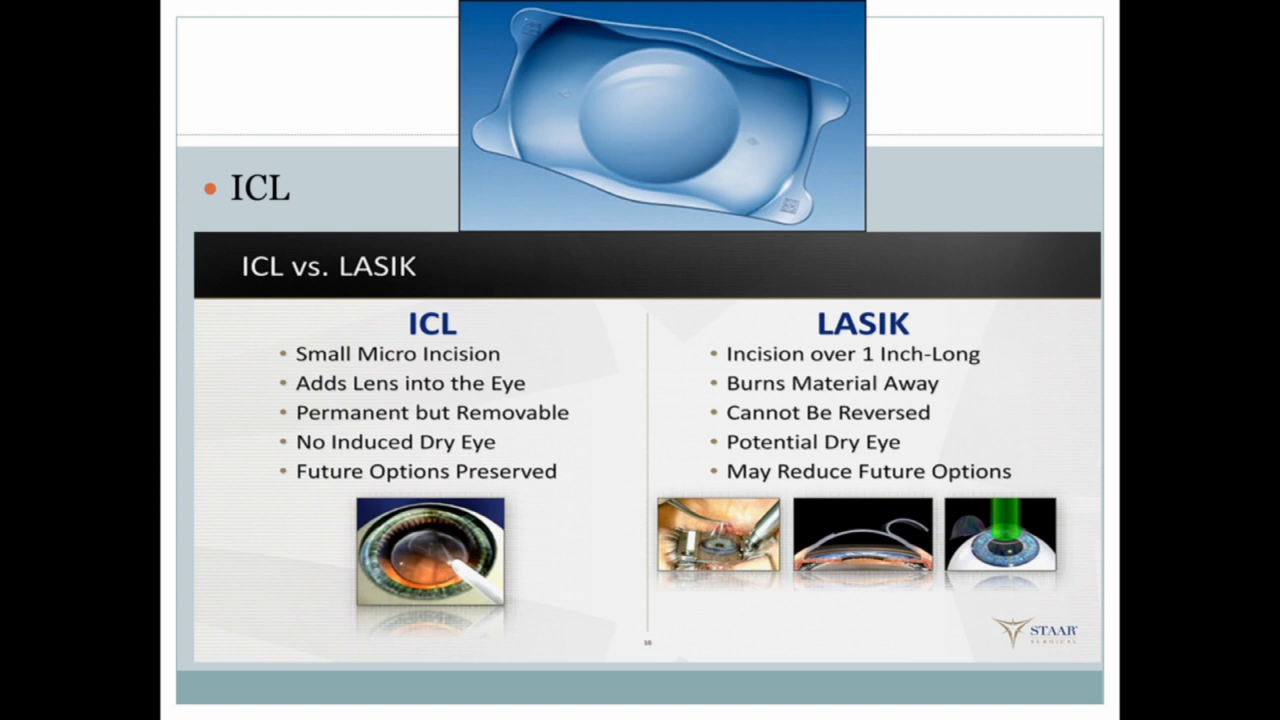 ICL
ICL vs. LASIK
ICL
Small Micro Incision
Adds Lens into the Eye
Permanent but Removable
No Induced Dry Eye
Future Options Preserved
LASIK
Incision over 1 Inch-Long
Burns Material Away
Cannot Be Reversed
Potential Dry Eye
May Reduce Future Options
STAAR
SURGICAL